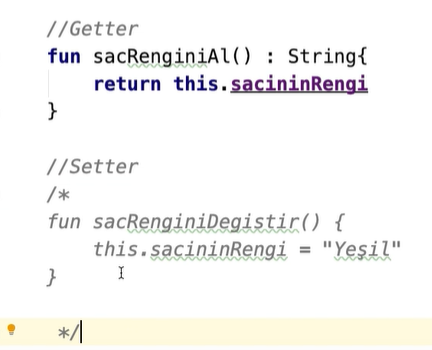 //Getter
fun sacRenginiAl() : String{
return this.sacininRengi
}
//Setter
/*
fun sacRenginiDegistir() {
this.sacininRengi = "Yeşil"
}
*/